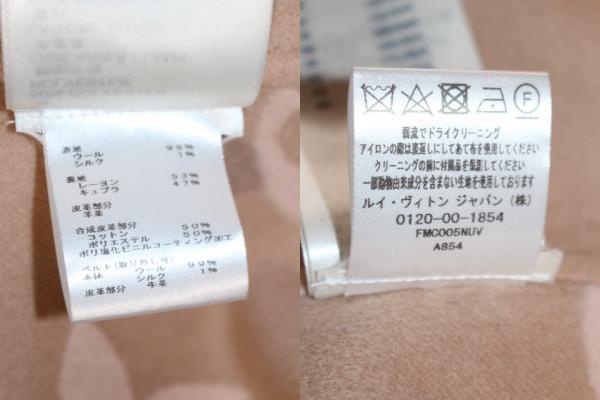 表地
ウール 99%
シルク 1%
裏地
レーヨン 53%
キュプラ 47%
皮革部分
羊革
合成皮革部分
コットン 50%
ポリエステル 50%
ポリ塩化ビニルコーティング加工
ベルト(取り外し可)
本体 ウール 99%
シルク 1%
皮革部分
牛革
F
弱流でドライクリーニング
アイロンの際は裏返しにしてあて布を使用してください
クリーニングの際に付属品を保護してください
一部動物由来成分を含まない生地を使用しております
ルイ・ヴィトン ジャパン (株)
0120-00-1854
FMC005NUV
A854